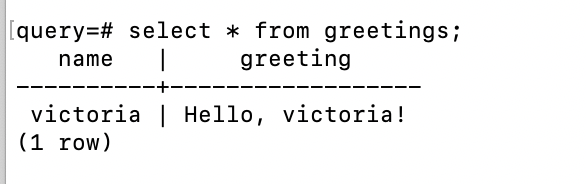 [query=# select * from greetings;
   name   |     greeting
----------+------------------
 victoria | Hello, victoria!
(1 row)